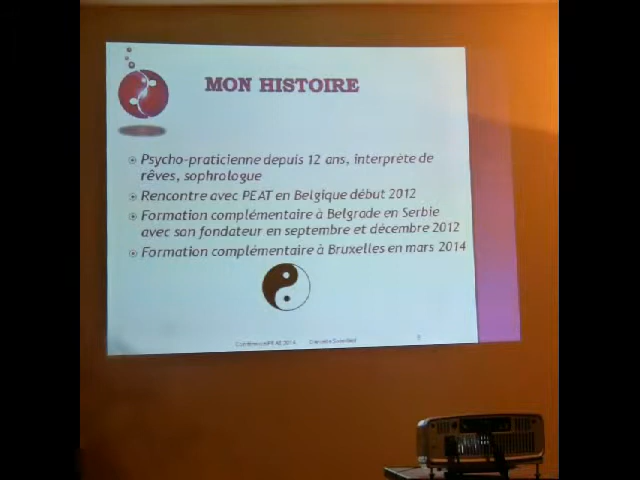 MON HISTOIRE
Psycho-praticienne depuis 12 ans, interprète de
rêves, sophrologue
Rencontre avec PEAT en Belgique début 2012
Formation complémentaire à Belgrade en Serbie
avec son fondateur en septembre et décembre 2012
Formation complémentaire à Bruxelles en mars 2014